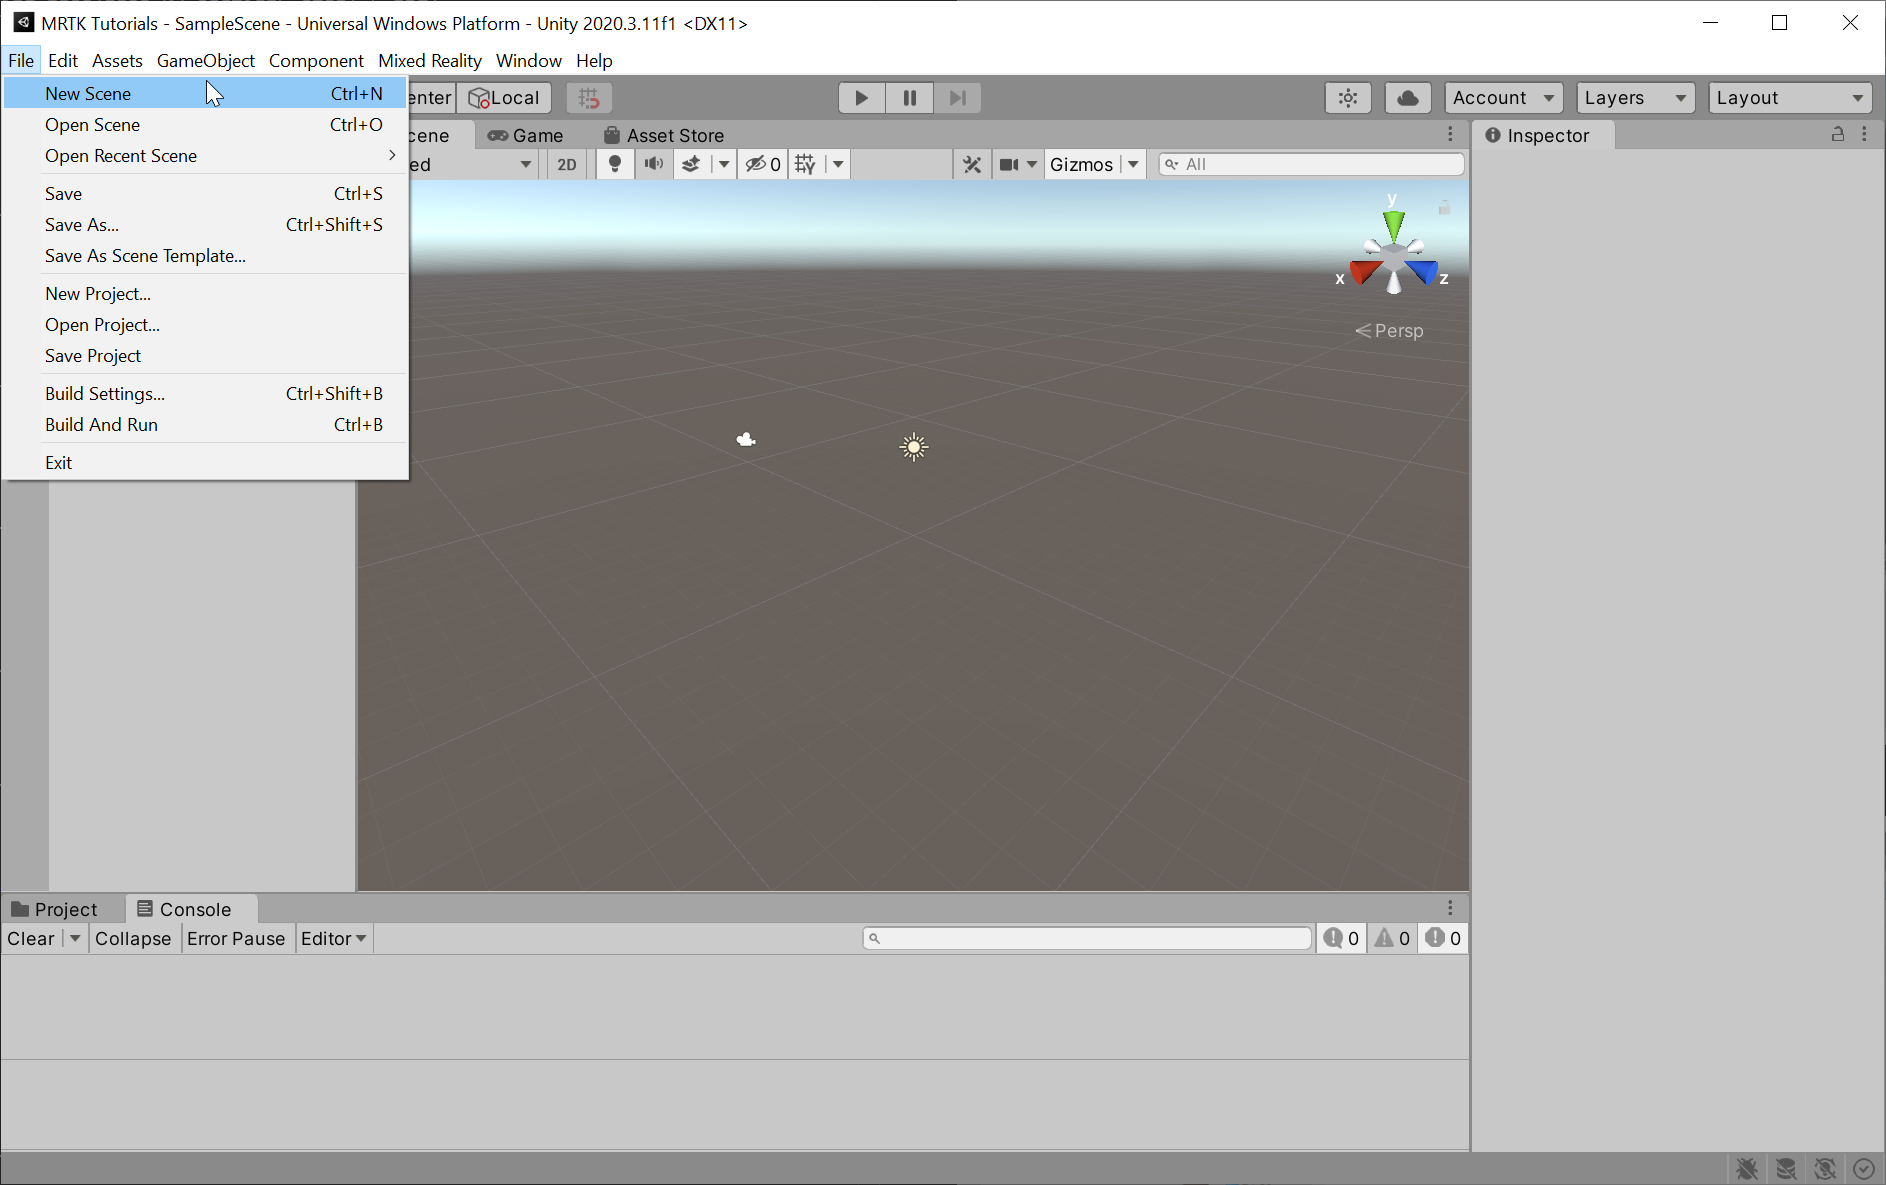 MRTK Tutorials - SampleScene - Universal Windows Platform - Unity 2020.3.11f1 <DX11>
File Edit Assets GameObject Component Mixed Reality Window Help
New Scene Ctrl+N
Open Scene Ctrl+O
Open Recent Scene
Save Ctrl+S
Save As... Ctrl+Shift+S
Save As Scene Template...
New Project...
Open Project...
Save Project
Build Settings... Ctrl+Shift+B
Build And Run Ctrl+B
Exit
enter Local Account Layers Layout
cene Game Asset Store Inspector
ed 2D 0 Gizmos All
y
x z
Persp
Project Console
Clear Collapse Error Pause Editor 0 0 0